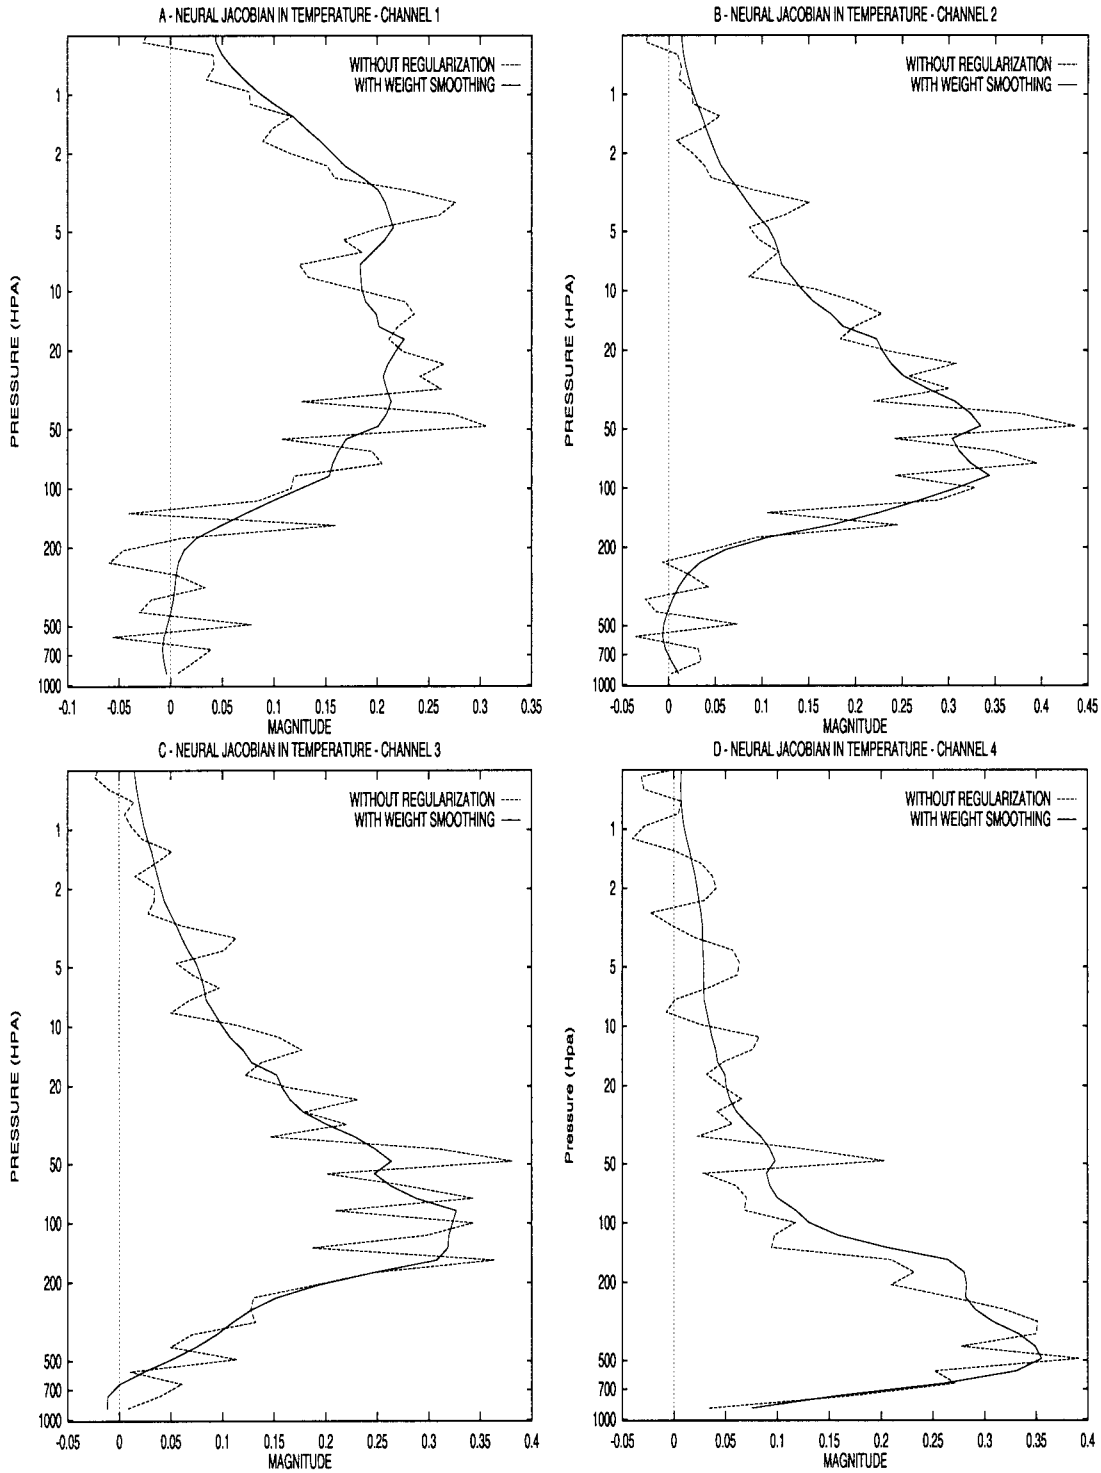 A - NEURAL JACOBIAN IN TEMPERATURE - CHANNEL 1
WITHOUT REGULARIZATION
WITH WEIGHT SMOOTHING
PRESSURE (HPA)
1
2
5
10
20
50
100
200
500
700
1000
-0.1 -0.05 0 0.05 0.1 0.15 0.2 0.25 0.3 0.35
MAGNITUDE
B - NEURAL JACOBIAN IN TEMPERATURE - CHANNEL 2
WITHOUT REGULARIZATION
WITH WEIGHT SMOOTHING
PRESSURE (HPA)
1
2
5
10
20
50
100
200
500
700
1000
-0.05 0 0.05 0.1 0.15 0.2 0.25 0.3 0.35 0.4 0.45
MAGNITUDE
C - NEURAL JACOBIAN IN TEMPERATURE - CHANNEL 3
WITHOUT REGULARIZATION
WITH WEIGHT SMOOTHING
PRESSURE (HPA)
1
2
5
10
20
50
100
200
500
700
1000
-0.05 0 0.05 0.1 0.15 0.2 0.25 0.3 0.35 0.4
MAGNITUDE
D - NEURAL JACOBIAN IN TEMPERATURE - CHANNEL 4
WITHOUT REGULARIZATION
WITH WEIGHT SMOOTHING
Pressure (Hpa)
1
2
5
10
20
50
100
200
500
700
1000
-0.05 0 0.05 0.1 0.15 0.2 0.25 0.3 0.35 0.4
MAGNITUDE